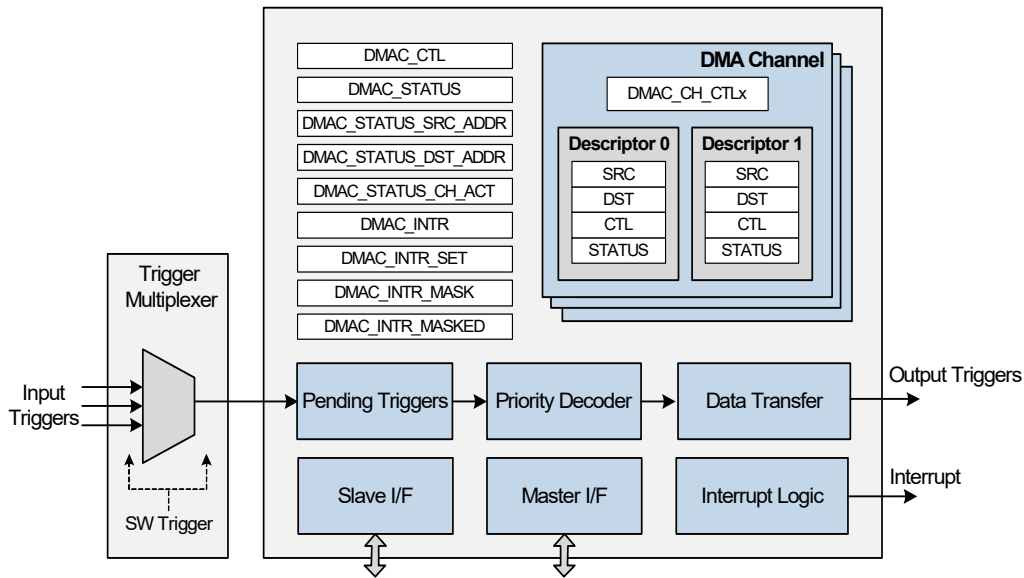 DMAC_CTL
DMAC_STATUS
DMAC_STATUS_SRC_ADDR
DMAC_STATUS_DST_ADDR
DMAC_STATUS_CH_ACT
DMAC_INTR
DMAC_INTR_SET
DMAC_INTR_MASK
DMAC_INTR_MASKED
DMA Channel
DMAC_CH_CTLx
Descriptor 0
SRC
DST
CTL
STATUS
Descriptor 1
SRC
DST
CTL
STATUS
Trigger
Multiplexer
Input
Triggers
SW Trigger
Pending Triggers
Priority Decoder
Data Transfer
Output Triggers
Slave I/F
Master I/F
Interrupt Logic
Interrupt